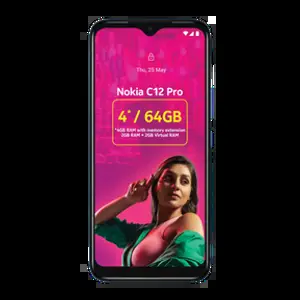 Thu, 25 May
Nokia C12 Pro
4* / 64GB
*4GB RAM with memory extension
2GB RAM + 2GB Virtual RAM